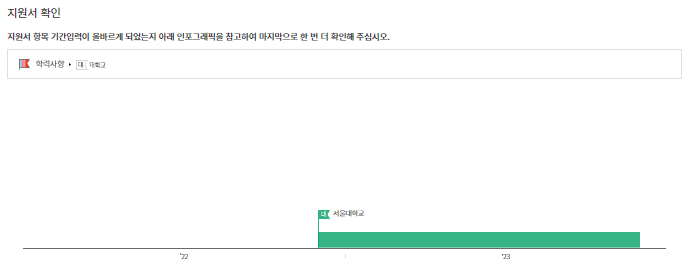 지원서 확인
지원서 항목 기간입력이 올바르게 되었는지 아래 인포그래픽을 참고하여 마지막으로 한 번 더 확인해 주십시오.
학력사항 ▸ 대 대학교
대 서울대학교
'22 '23